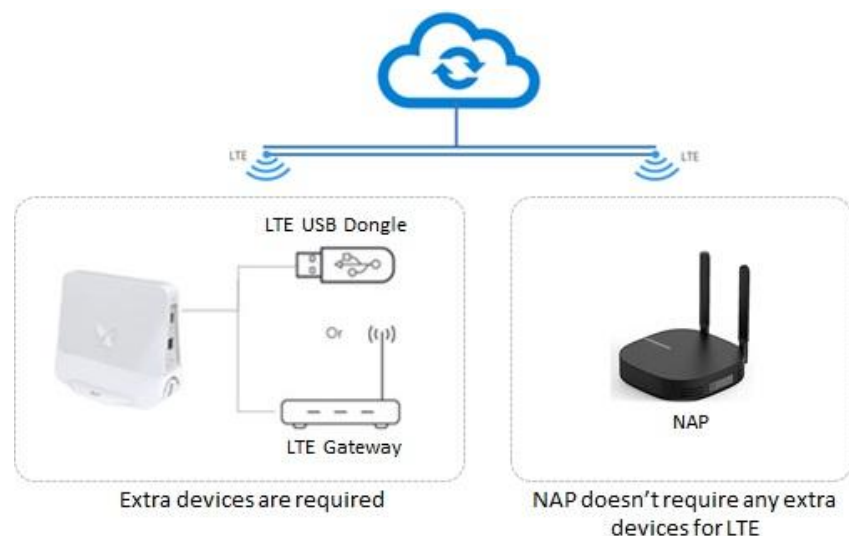 LTE
LTE
LTE USB Dongle
Or
LTE Gateway
NAP
Extra devices are required
NAP doesn't require any extra
devices for LTE